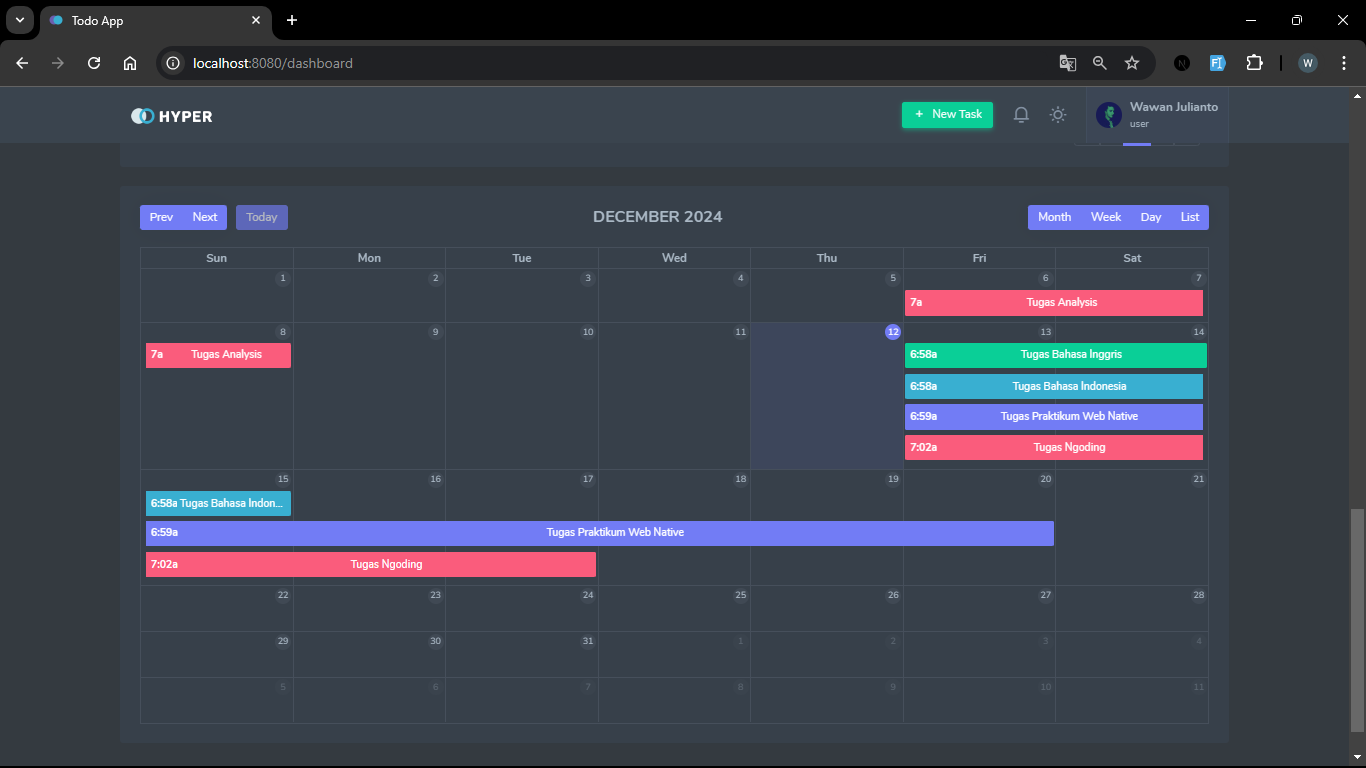 Todo App
localhost:8080/dashboard
W
HYPER
+ New Task
Wawan Julianto
user
Prev Next Today
DECEMBER 2024
Month Week Day List
Sun Mon Tue Wed Thu Fri Sat
1 2 3 4 5 6 7
7a Tugas Analysis
8 9 10 11 12 13 14
7a Tugas Analysis
6:58a Tugas Bahasa Inggris
6:58a Tugas Bahasa Indonesia
6:59a Tugas Praktikum Web Native
7:02a Tugas Ngoding
15 16 17 18 19 20 21
6:58a Tugas Bahasa Indon...
6:59a Tugas Praktikum Web Native
7:02a Tugas Ngoding
22 23 24 25 26 27 28
29 30 31 1 2 3 4
5 6 7 8 9 10 11